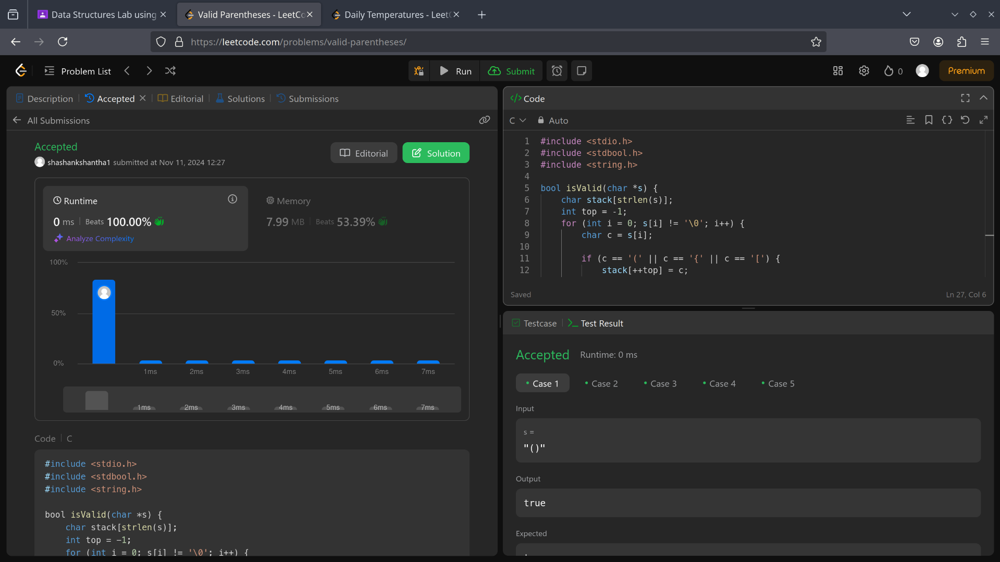 Data Structures Lab using
Valid Parentheses - LeetCo
Daily Temperatures - Leet
https://leetcode.com/problems/valid-parentheses/
Problem List
Run
Submit
0
Premium
Description
Accepted
Editorial
Solutions
Submissions
All Submissions
Accepted
shashankshantha1 submitted at Nov 11, 2024 12:27
Editorial
Solution
Runtime
0 ms
Beats 100.00%
Analyze Complexity
Memory
7.99 MB
Beats 53.39%
100%
50%
0%
1ms 2ms 3ms 4ms 5ms 6ms 7ms
1ms 2ms 3ms 4ms 5ms 6ms 7ms
Code
C
#include <stdio.h>
#include <stdbool.h>
#include <string.h>
bool isValid(char *s) {
char stack[strlen(s)];
int top = -1;
for (int i = 0; s[i] != '\0'; i++) {
Code
C
Auto
1 #include <stdio.h>
2 #include <stdbool.h>
3 #include <string.h>
4
5 bool isValid(char *s) {
6 char stack[strlen(s)];
7 int top = -1;
8 for (int i = 0; s[i] != '\0'; i++) {
9 char c = s[i];
10
11 if (c == '(' || c == '{' || c == '[') {
12 stack[++top] = c;
Saved
Ln 27, Col 6
Testcase
Test Result
Accepted
Runtime: 0 ms
Case 1
Case 2
Case 3
Case 4
Case 5
Input
s =
"()"
Output
true
Expected